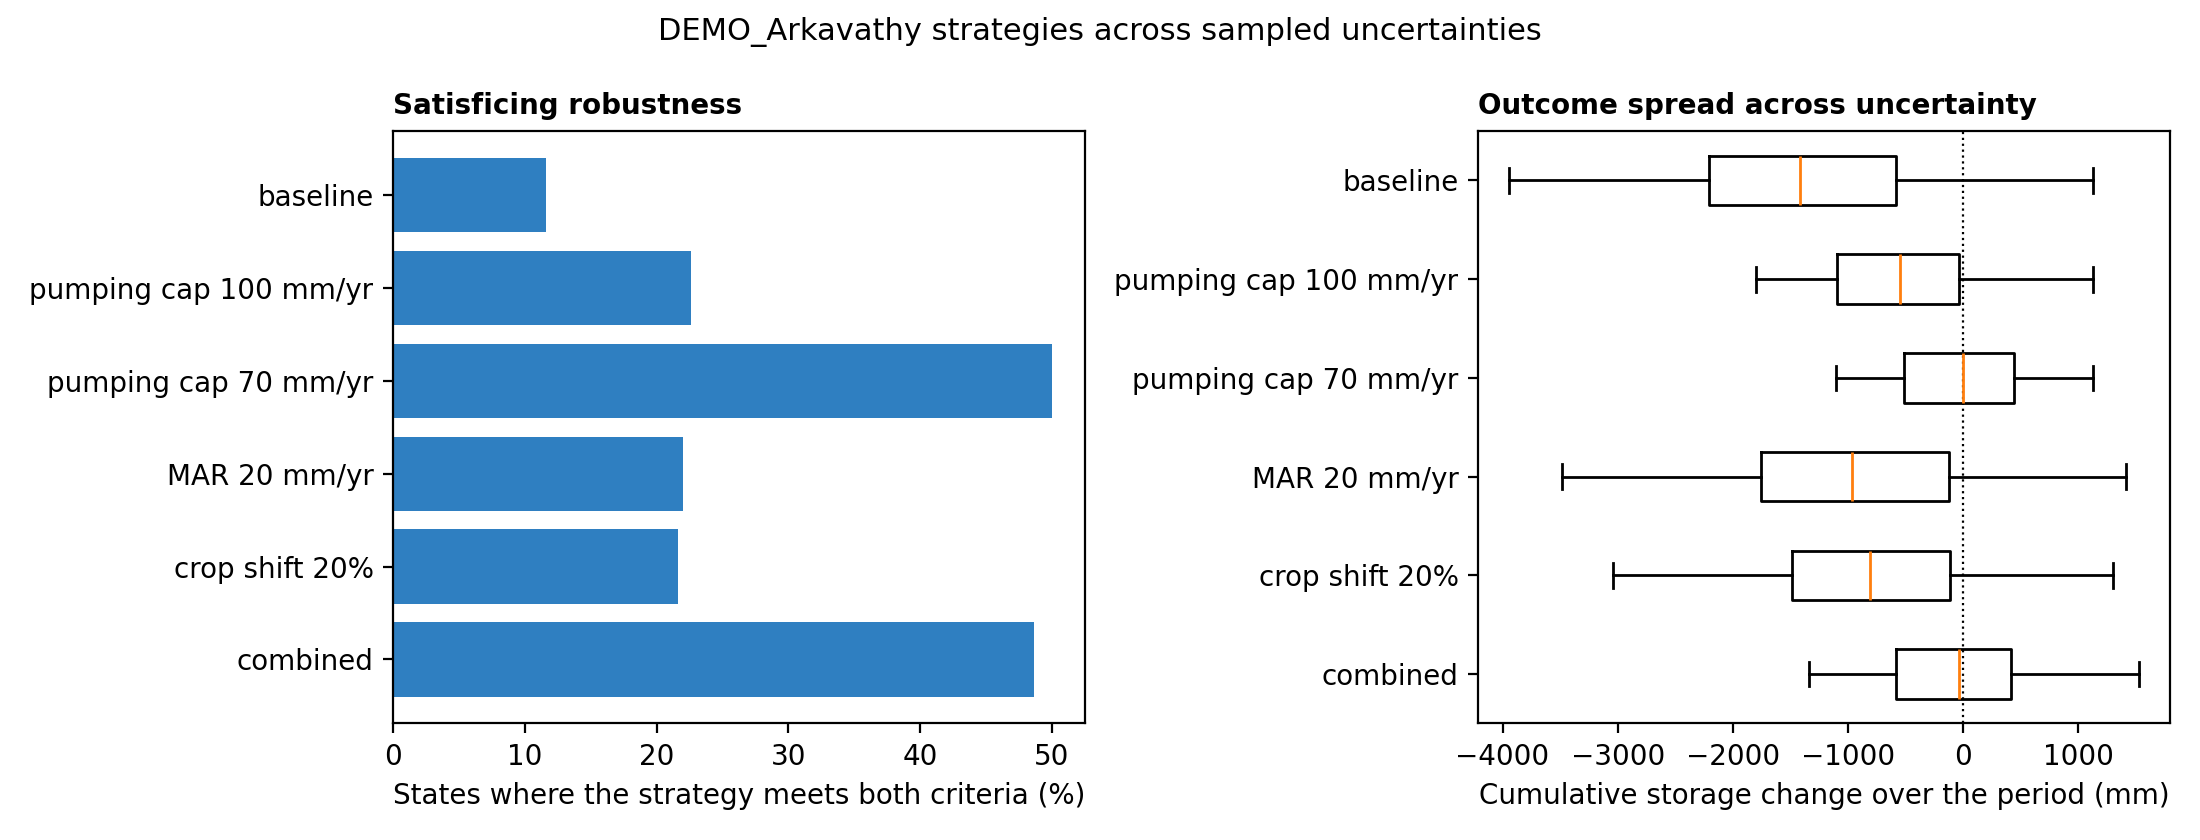 DEMO_Arkavathy strategies across sampled uncertainties
Satisficing robustness
baseline
pumping cap 100 mm/yr
pumping cap 70 mm/yr
MAR 20 mm/yr
crop shift 20%
combined
0 10 20 30 40 50
States where the strategy meets both criteria (%)
Outcome spread across uncertainty
baseline
pumping cap 100 mm/yr
pumping cap 70 mm/yr
MAR 20 mm/yr
crop shift 20%
combined
−4000 −3000 −2000 −1000 0 1000
Cumulative storage change over the period (mm)